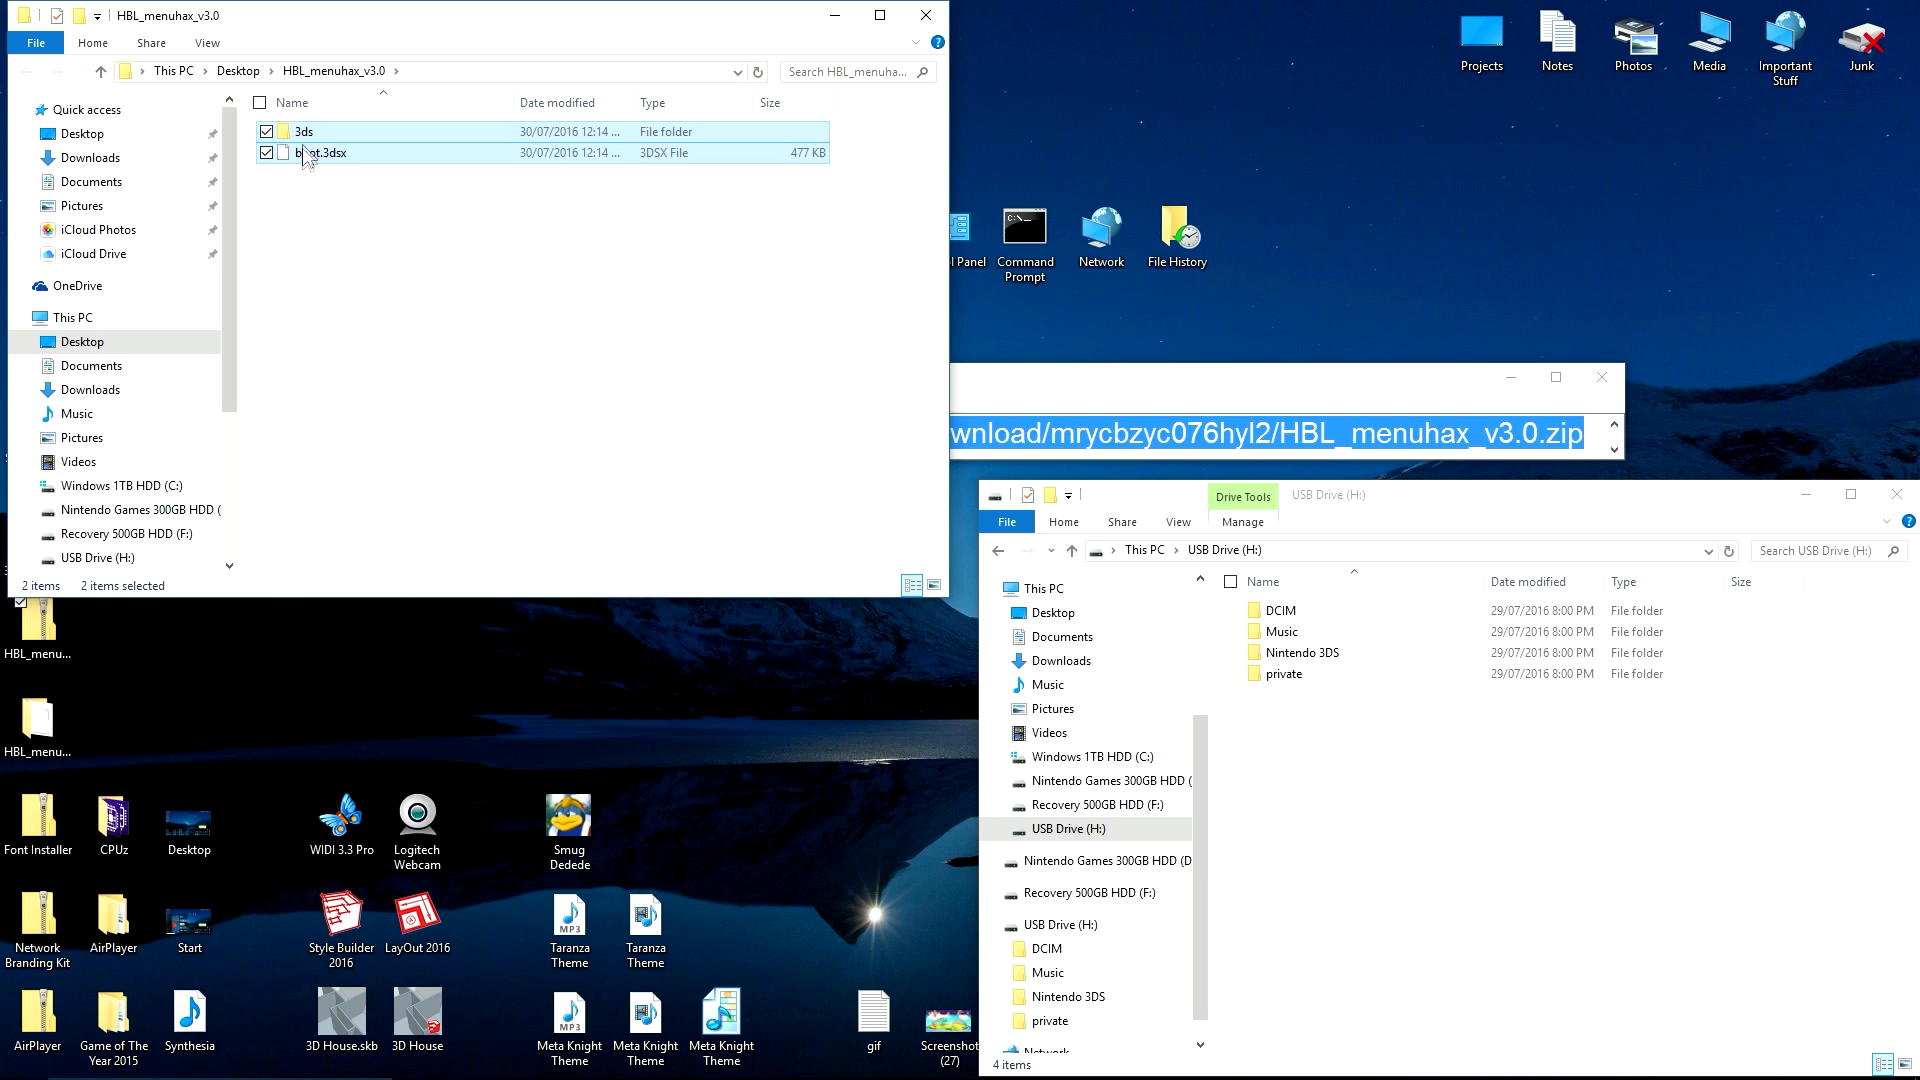 HBL_menuhax_v3.0
File Home Share View
This PC Desktop HBL_menuhax_v3.0
Search HBL_menuha...
Name Date modified Type Size
3ds 30/07/2016 12:14 ... File folder
30/07/2016 12:14 ... 3DSX File 477 KB
Quick access
Desktop
Downloads
Documents
Pictures
iCloud Photos
iCloud Drive
OneDrive
This PC
Desktop
Documents
Downloads
Music
Pictures
Videos
Windows 1TB HDD (C:)
Nintendo Games 300GB HDD (
Recovery 500GB HDD (F:)
USB Drive (H:)
2 items 2 items selected
Projects
Notes
Photos
Media
Important
Stuff
Junk
l Panel
Command
Prompt
Network
File History
wnload/mrycbzyc076hyl2/HBL_menuhax_v3.0.zip
Drive Tools
USB Drive (H:)
File Home Share View Manage
This PC USB Drive (H:)
Search USB Drive (H:)
Name Date modified Type Size
DCIM 29/07/2016 8:00 PM File folder
Music 29/07/2016 8:00 PM File folder
Nintendo 3DS 29/07/2016 8:00 PM File folder
private 29/07/2016 8:00 PM File folder
This PC
Desktop
Documents
Downloads
Music
Pictures
Videos
Windows 1TB HDD (C:)
Nintendo Games 300GB HDD (
Recovery 500GB HDD (F:)
USB Drive (H:)
Nintendo Games 300GB HDD (D
Recovery 500GB HDD (F:)
USB Drive (H:)
DCIM
Music
Nintendo 3DS
private
Network
4 items
HBL_menu...
HBL_menu...
Font Installer
CPUz
Desktop
WIDI 3.3 Pro
Logitech
Webcam
Smug
Dedede
Network
Branding Kit
AirPlayer
Start
Style Builder
2016
LayOut 2016
MP3
Taranza
Theme
Taranza
Theme
AirPlayer
Game of The
Year 2015
Synthesia
3D House.skb
3D House
MP3
Meta Knight
Theme
Meta Knight
Theme
Meta Knight
Theme
gif
Screenshot
(27)